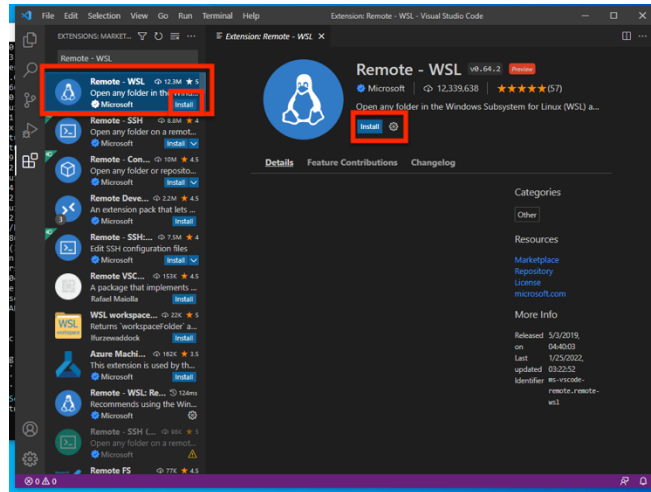 File Edit Selection View Go Run Terminal Help Extension: Remote - WSL - Visual Studio Code
EXTENSIONS: MARKET...
Remote - WSL
Remote - WSL 12.3M ★ 5
Open any folder in the Wind...
Microsoft Install
Remote - SSH 8.8M ★ 4
Open any folder on a remot...
Microsoft Install
Remote - Con... 10M ★ 4.5
Open any folder or reposito...
Microsoft Install
Remote Deve... 2.2M ★ 4.5
An extension pack that lets ...
3 Microsoft Install
Remote - SSH:... 7.5M ★ 4
Edit SSH configuration files
Microsoft Install
Remote VSC... 153K ★ 4.5
A package that implements ...
Rafael Maiolla Install
WSL workspace... 22K ★ 5
WSL
workspace
Returns `workspaceFolder` a...
lfurzewaddock Install
Azure Machi... 182K ★ 3.5
This extension is used by th...
Microsoft Install
Remote - WSL: Re... 124ms
Recommends using the Win...
Microsoft
Remote - SSH (... 98K ★ 5
Open any folder on a remot...
Microsoft
Remote FS 77K ★ 4.5
Extension: Remote - WSL
Remote - WSL v0.64.2 Preview
Microsoft 12,339,638 ★★★★★(57)
Open any folder in the Windows Subsystem for Linux (WSL) a...
Install
Details Feature Contributions Changelog
Categories
Other
Resources
Marketplace
Repository
License
microsoft.com
More Info
Released 5/3/2019,
on 04:40:03
Last 1/25/2022,
updated 03:22:52
Identifier ms-vscode-
remote.remote-
wsl
0 0